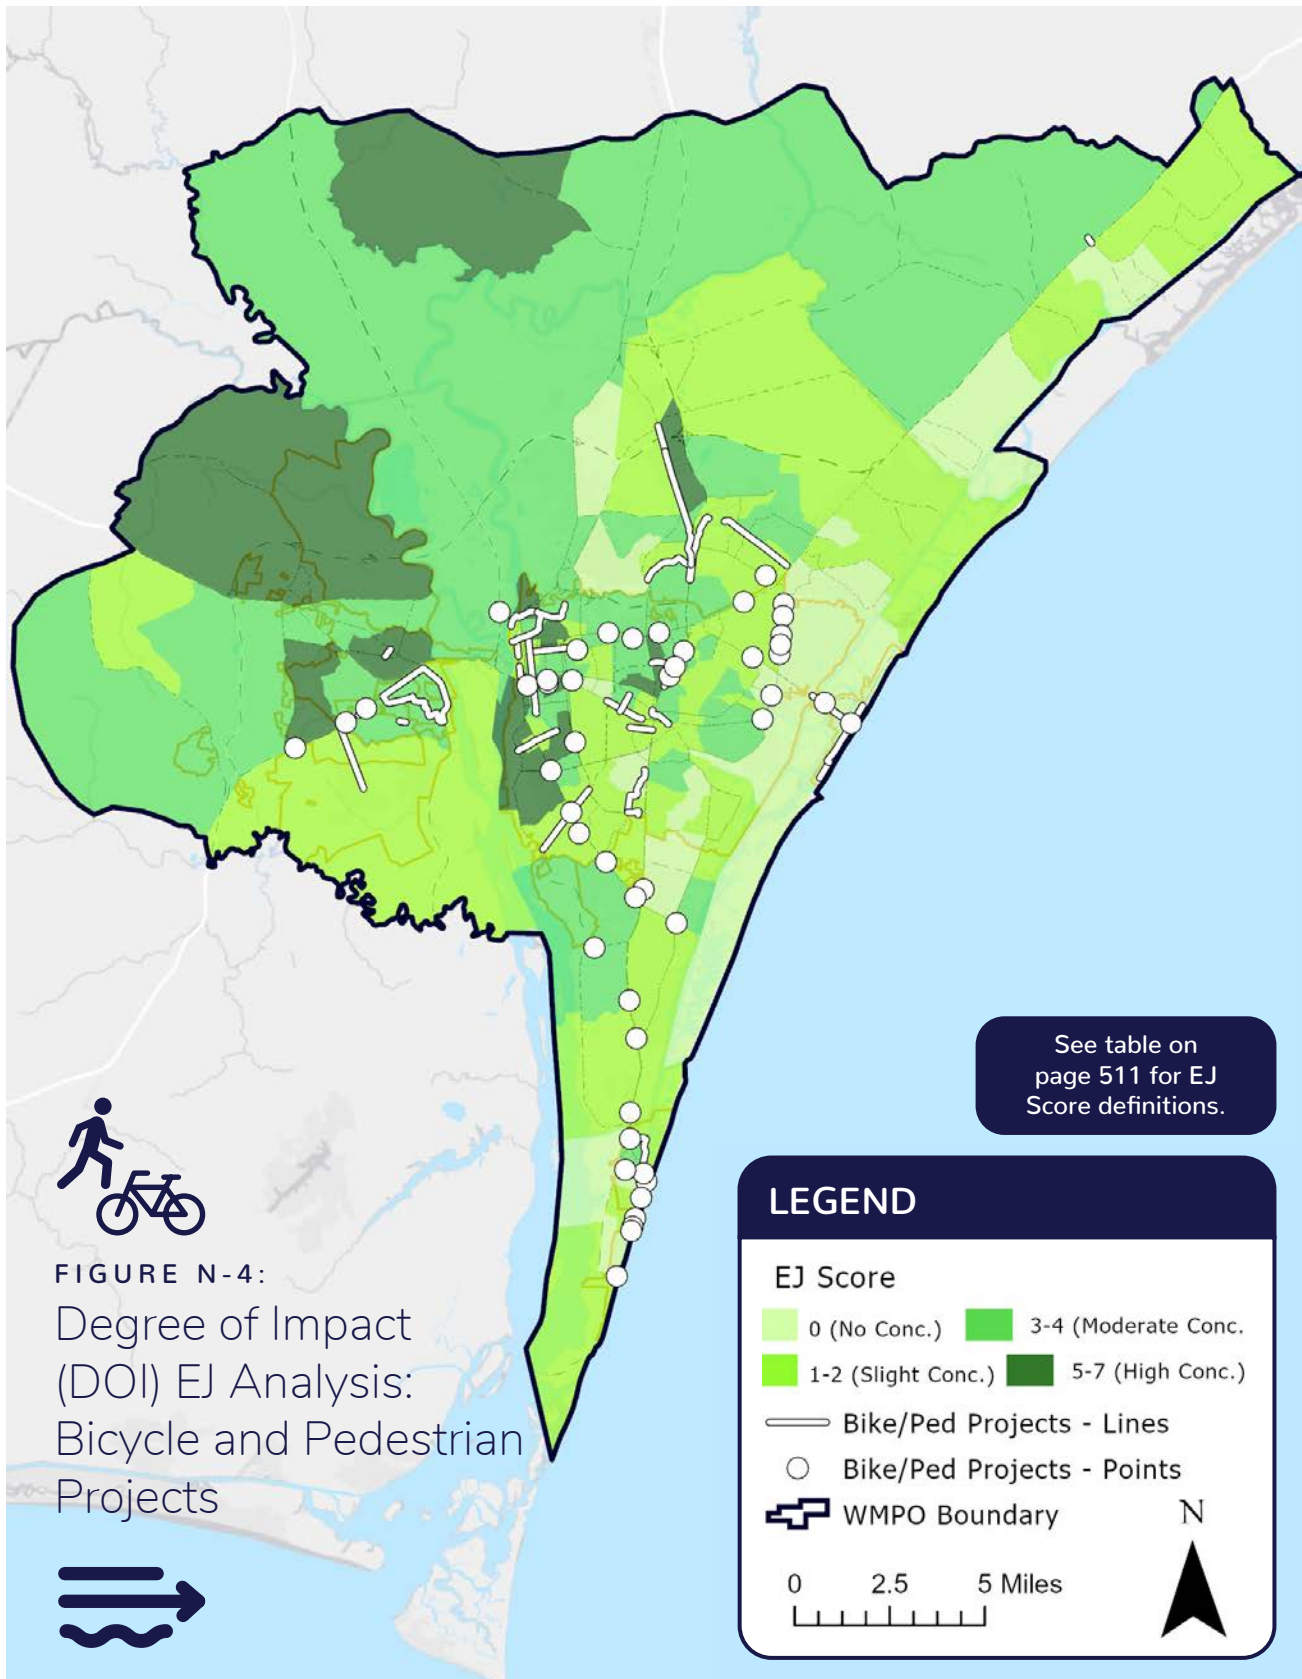 See table on
page 511 for EJ
Score definitions.
FIGURE N-4:
Degree of Impact
(DOI) EJ Analysis:
Bicycle and Pedestrian
Projects
LEGEND
EJ Score
0 (No Conc.)
3-4 (Moderate Conc.
1-2 (Slight Conc.)
5-7 (High Conc.)
Bike/Ped Projects - Lines
Bike/Ped Projects - Points
WMPO Boundary
N
0 2.5 5 Miles